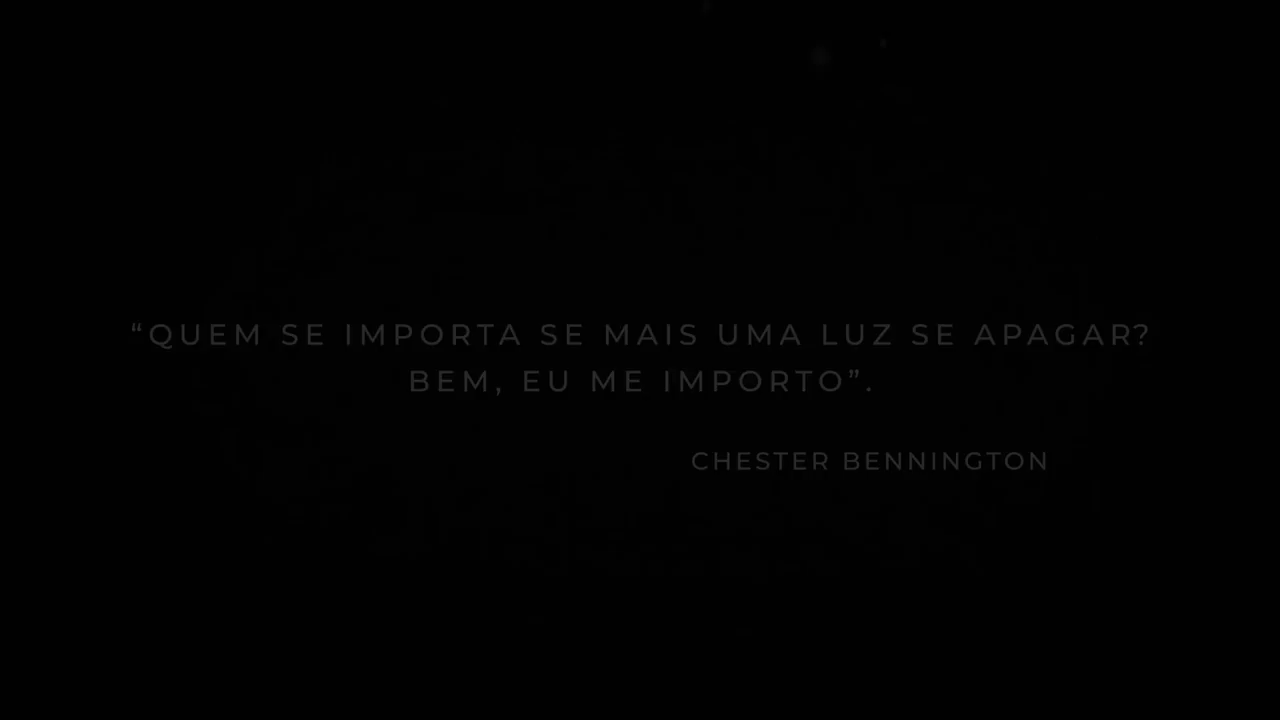 “QUEM SE IMPORTA SE MAIS UMA LUZ SE APAGAR?
BEM, EU ME IMPORTO”.
CHESTER BENNINGTON